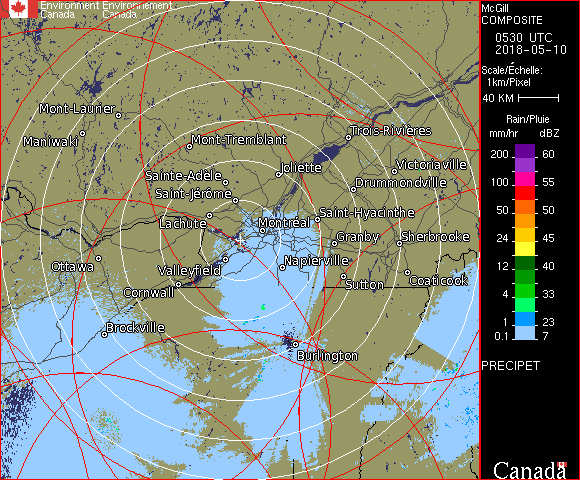 Environment Environnement
Canada Canada
McGill
COMPOSITE
0530 UTC
2018-05-10
Scale/Échelle:
1km/Pixel
40 KM
Rain/Pluie
mm/hr dBZ
200 60
100 55
50 50
24 45
12 40
4 33
1 23
0.1 7
PRECIPET
Canada
Mont-Laurier
Maniwaki
Mont-Tremblant
Trois-Rivières
Joliette
Victoriaville
Sainte-Adèle
Drummondville
Saint-Jérôme
Lachute
Saint-Hyacinthe
Montréal
Granby
Sherbrooke
Ottawa
Valleyfield
Napierville
Cornwall
Sutton
Coaticook
Brockville
Burlington